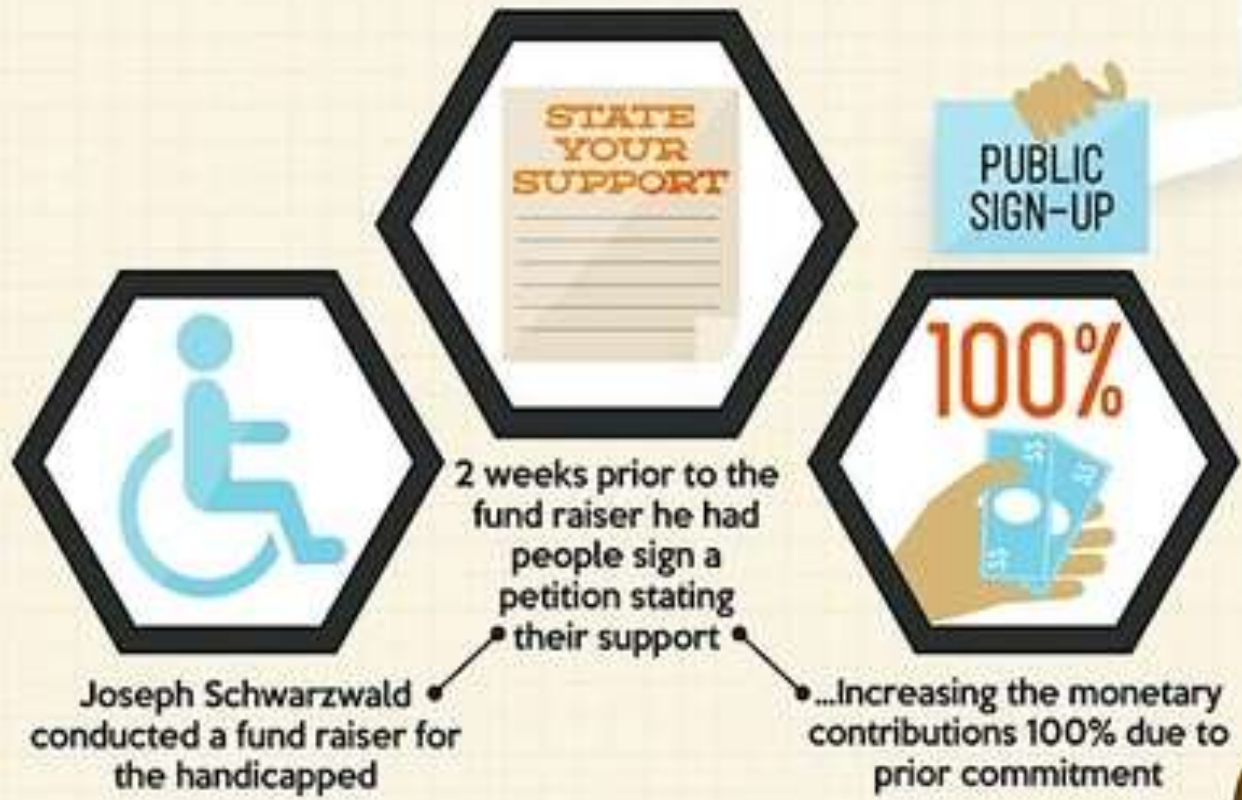 STATE
YOUR
SUPPORT
PUBLIC
SIGN-UP
100%
2 weeks prior to the
fund raiser he had
people sign a
petition stating
their support
Joseph Schwarzwald
conducted a fund raiser for
the handicapped
...Increasing the monetary
contributions 100% due to
prior commitment